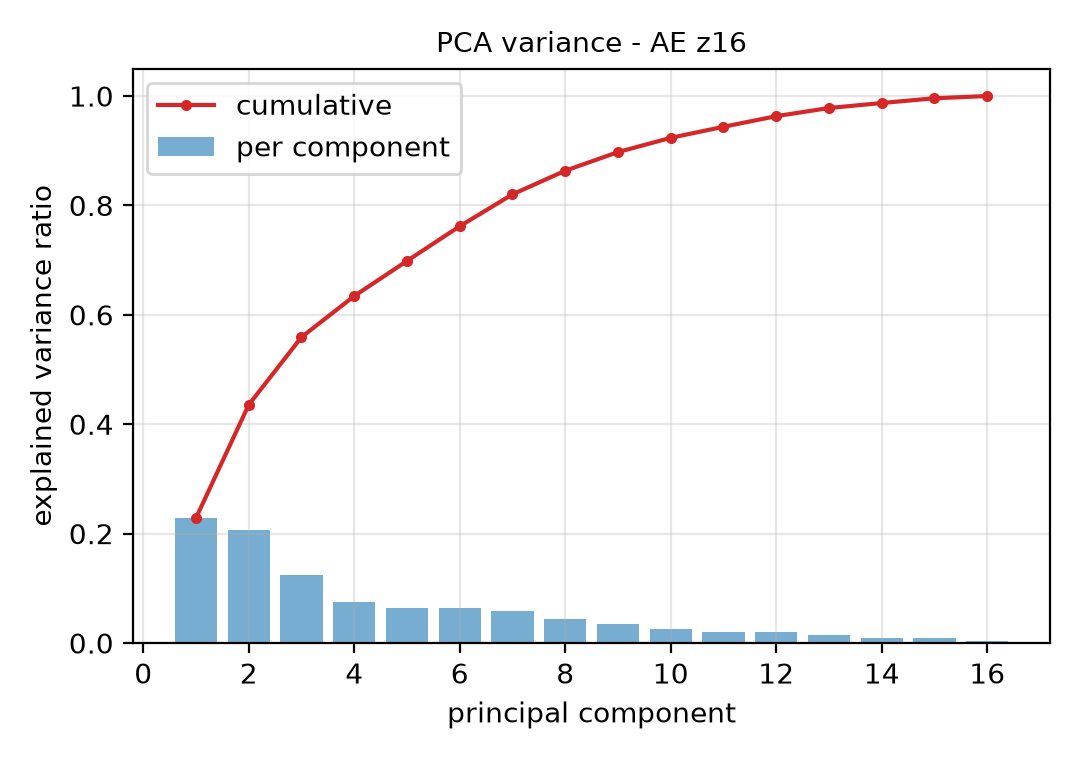 PCA variance - AE z16
cumulative
per component
explained variance ratio
1.0
0.8
0.6
0.4
0.2
0.0
0 2 4 6 8 10 12 14 16
principal component